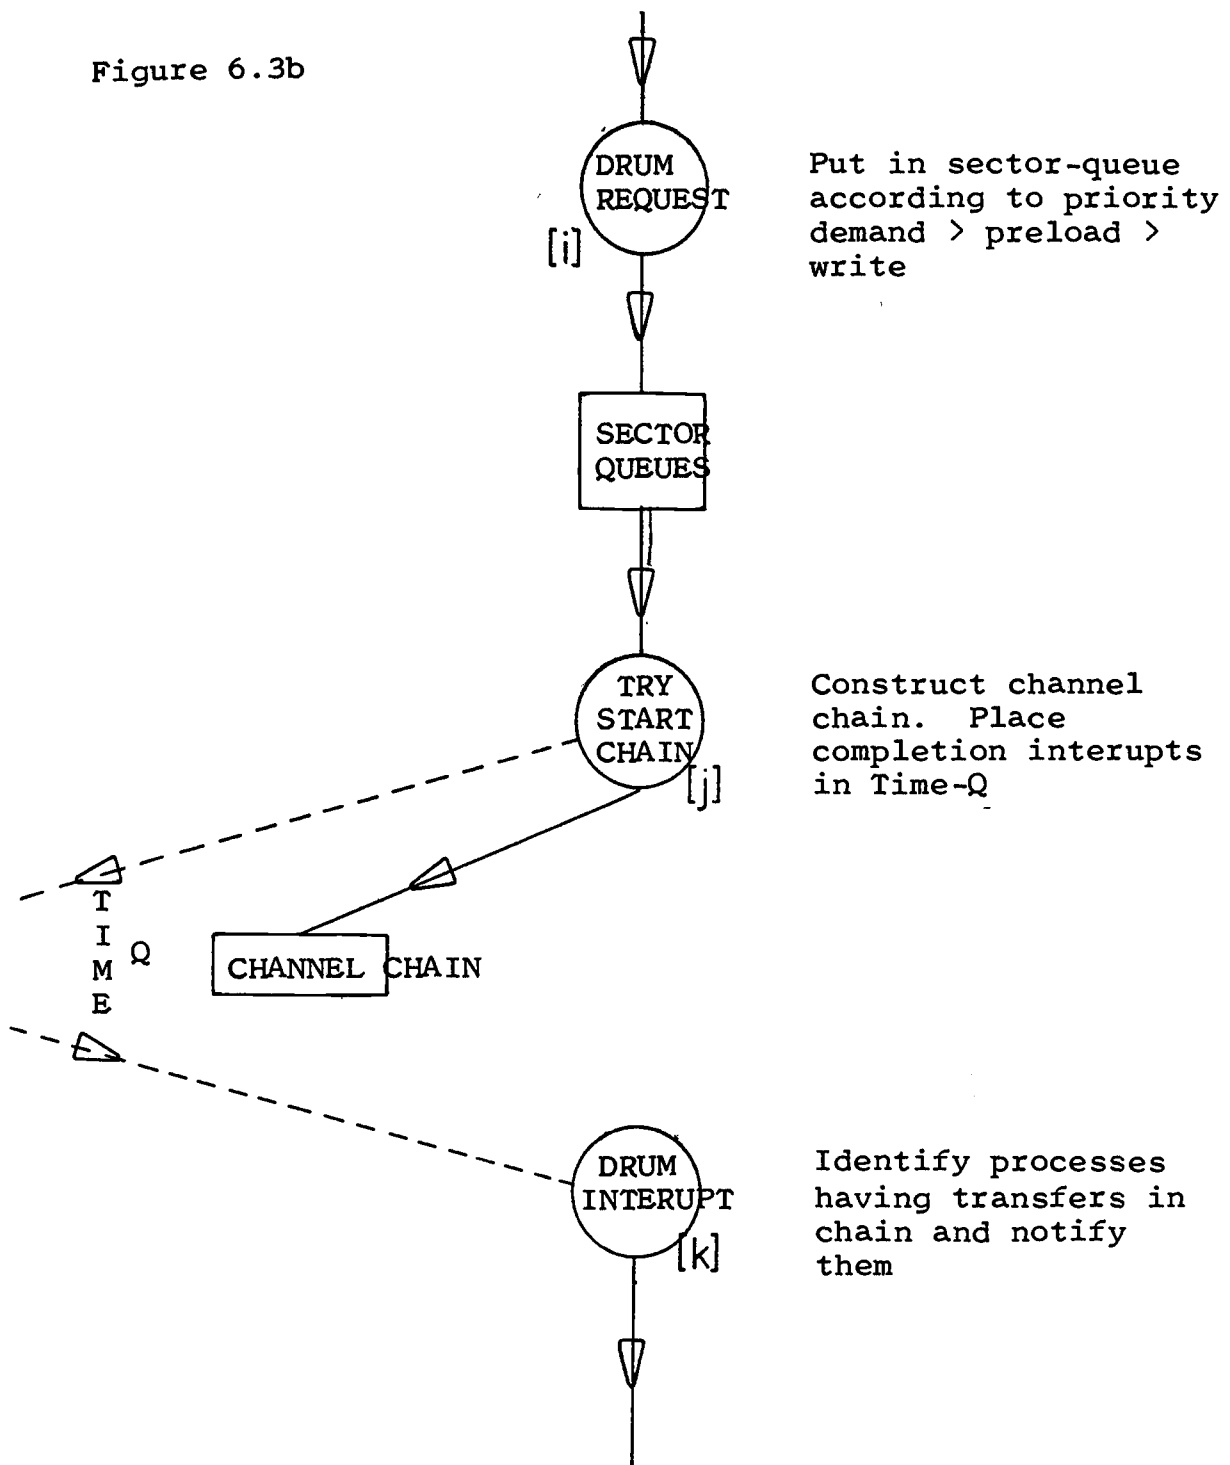 Figure 6.3b
DRUM
REQUEST
[i]
Put in sector-queue
according to priority
demand > preload >
write
SECTOR
QUEUES
TRY
START
CHAIN
[j]
Construct channel
chain. Place
completion interupts
in Time-Q
T
I
M
E
Q
CHANNEL CHAIN
DRUM
INTERUPT
[k]
Identify processes
having transfers in
chain and notify
them